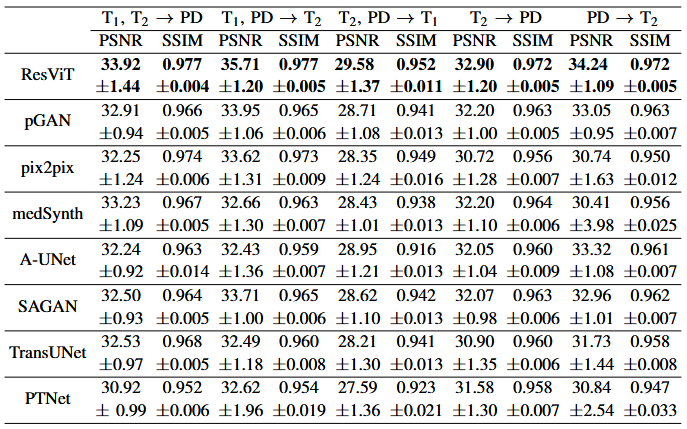 T₁, T₂ → PD T₁, PD → T₂ T₂, PD → T₁ T₂ → PD PD → T₂
PSNR SSIM PSNR SSIM PSNR SSIM PSNR SSIM PSNR SSIM
ResViT 33.92 0.977 35.71 0.977 29.58 0.952 32.90 0.972 34.24 0.972
±1.44 ±0.004 ±1.20 ±0.005 ±1.37 ±0.011 ±1.20 ±0.005 ±1.09 ±0.005
pGAN 32.91 0.966 33.95 0.965 28.71 0.941 32.20 0.963 33.05 0.963
±0.94 ±0.005 ±1.06 ±0.006 ±1.08 ±0.013 ±1.00 ±0.005 ±0.95 ±0.007
pix2pix 32.25 0.974 33.62 0.973 28.35 0.949 30.72 0.956 30.74 0.950
±1.24 ±0.006 ±1.31 ±0.009 ±1.24 ±0.016 ±1.28 ±0.007 ±1.63 ±0.012
medSynth 33.23 0.967 32.66 0.963 28.43 0.938 32.20 0.964 30.41 0.956
±1.09 ±0.005 ±1.30 ±0.007 ±1.01 ±0.013 ±1.10 ±0.006 ±3.98 ±0.025
A-UNet 32.24 0.963 32.43 0.959 28.95 0.916 32.05 0.960 33.32 0.961
±0.92 ±0.014 ±1.36 ±0.007 ±1.21 ±0.013 ±1.04 ±0.009 ±1.08 ±0.007
SAGAN 32.50 0.964 33.71 0.965 28.62 0.942 32.07 0.963 32.96 0.962
±0.93 ±0.005 ±1.00 ±0.006 ±1.10 ±0.013 ±0.98 ±0.006 ±1.01 ±0.007
TransUNet 32.53 0.968 32.49 0.960 28.21 0.941 30.90 0.960 31.73 0.958
±0.97 ±0.005 ±1.18 ±0.008 ±1.30 ±0.013 ±1.35 ±0.006 ±1.44 ±0.008
PTNet 30.92 0.952 32.62 0.954 27.59 0.923 31.58 0.958 30.84 0.947
± 0.99 ±0.006 ±1.96 ±0.019 ±1.36 ±0.021 ±1.30 ±0.007 ±2.54 ±0.033